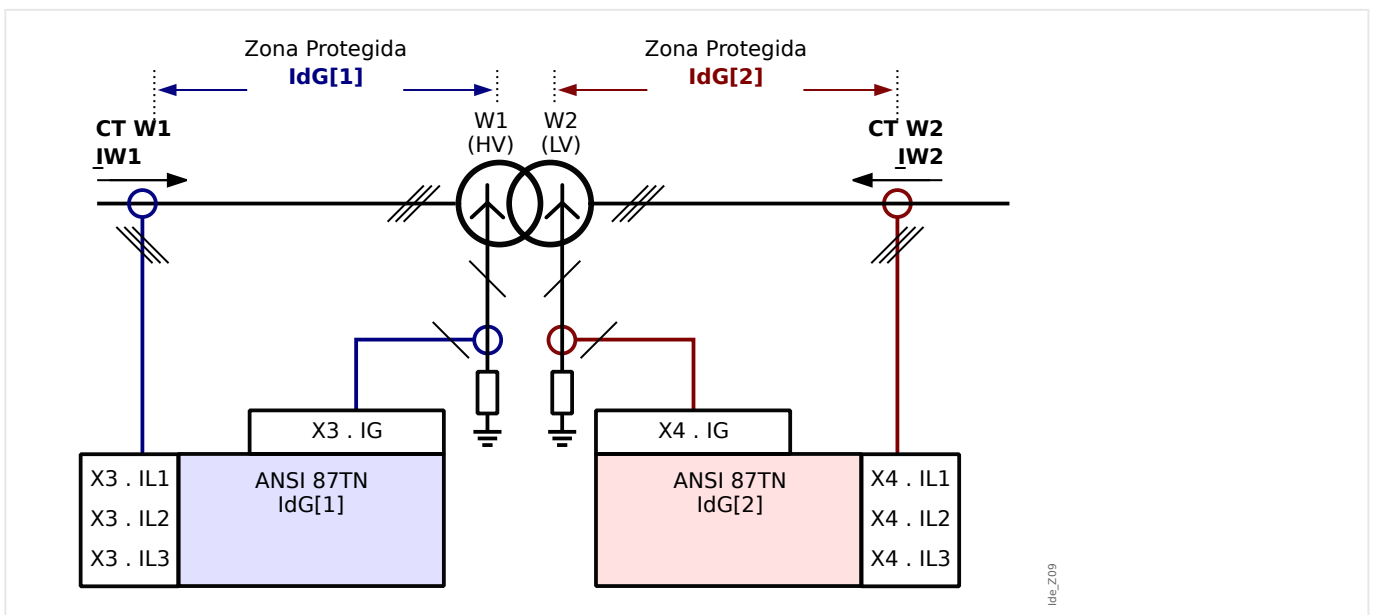 Zona Protegida
IdG[1]
Zona Protegida
IdG[2]
CT W1
IW1
W1
(HV)
W2
(LV)
CT W2
IW2
X3 . IG
X4 . IG
X3 . IL1
X3 . IL2
X3 . IL3
ANSI 87TN
IdG[1]
ANSI 87TN
IdG[2]
X4 . IL1
X4 . IL2
X4 . IL3
Ide_Z09